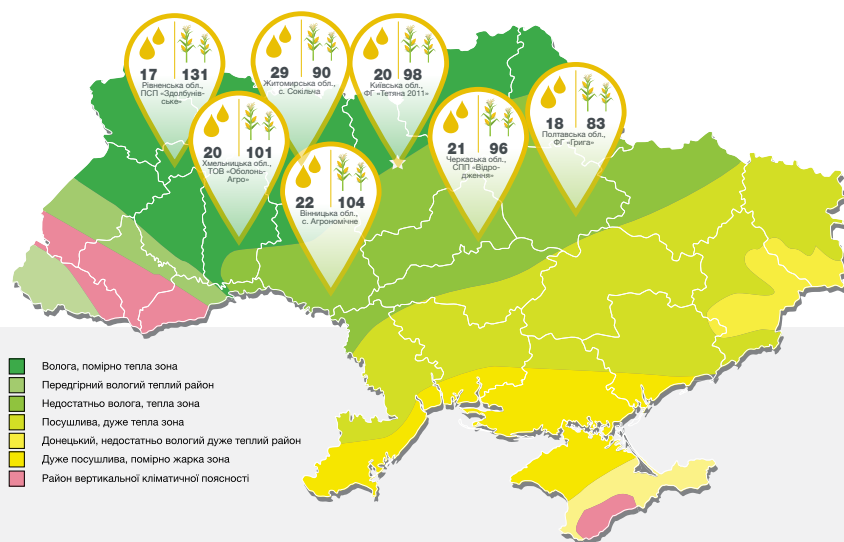 17 131
Рівненська обл.,
ПСП «Здолбунів-
ське»
29 90
Житомирська обл.,
с. Сокільча
20 98
Київська обл.,
ФГ «Тетяна 2011»
20 101
Хмельницька обл.,
ТОВ «Оболонь-
Агро»
22 104
Вінницька обл.,
с. Агрономічне
21 96
Черкаська обл.,
СПП «Відро-
дження»
18 83
Полтавська обл.,
ФГ «Грига»
Волога, помірно тепла зона
Передгірний вологий теплий район
Недостатньо волога, тепла зона
Посушлива, дуже тепла зона
Донецький, недостатньо вологий дуже теплий район
Дуже посушлива, помірно жарка зона
Район вертикальної кліматичної поясності